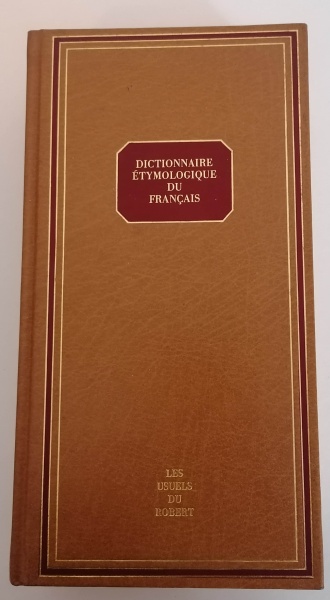 DICTIONNAIRE
ÉTYMOLOGIQUE
DU
FRANÇAIS
LES
USUELS
DU
ROBERT